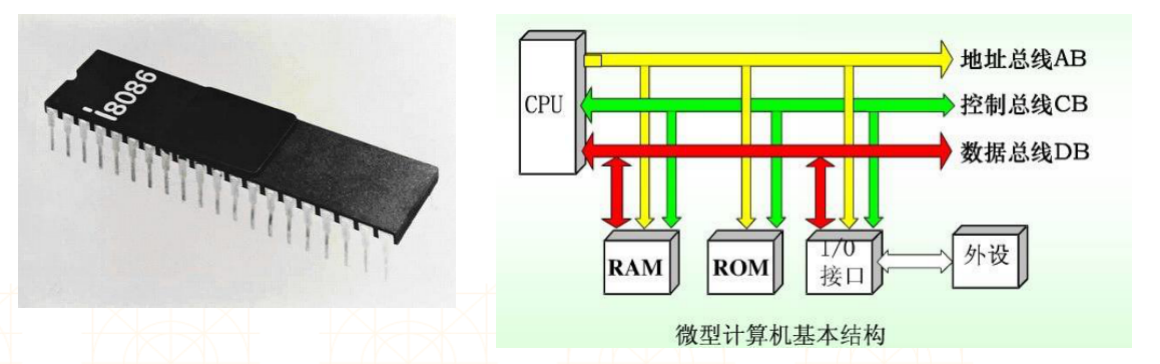 i8086
CPU
地址总线AB
控制总线CB
数据总线DB
RAM
ROM
I/O
接口
外设
微型计算机基本结构